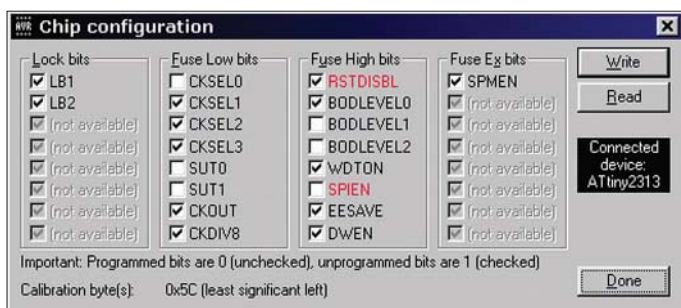 AVR Chip configuration
Lock bits
LB1
LB2
(not available)
(not available)
(not available)
(not available)
(not available)
(not available)
Fuse Low bits
CKSEL0
CKSEL1
CKSEL2
CKSEL3
SUT0
SUT1
CKOUT
CKDIV8
Fuse High bits
RSTDISBL
BODLEVEL0
BODLEVEL1
BODLEVEL2
WDTON
SPIEN
EESAVE
DWEN
Fuse Ex bits
SPMEN
(not available)
(not available)
(not available)
(not available)
(not available)
(not available)
(not available)
Write
Read
Connected
device:
ATtiny2313
Important: Programmed bits are 0 (unchecked), unprogrammed bits are 1 (checked)
Calibration byte(s): 0x5C (least significant left)
Done